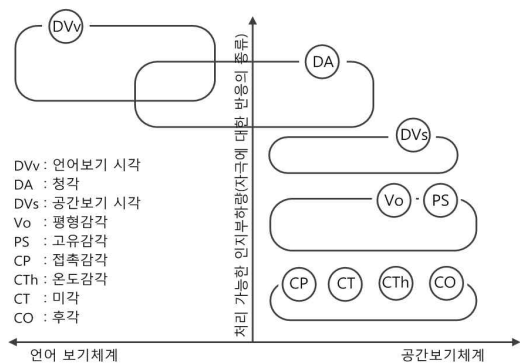 DVv
DA
DVs
Vo
PS
CP
CT
CTh
CO
처리 가능한 인지부하량(자극에 대한 반응의 종류)
DVv : 언어보기 시각
DA : 청각
DVs : 공간보기 시각
Vo : 평형감각
PS : 고유감각
CP : 접촉감각
CTh : 온도감각
CT : 미각
CO : 후각
언어 보기체계
공간보기체계